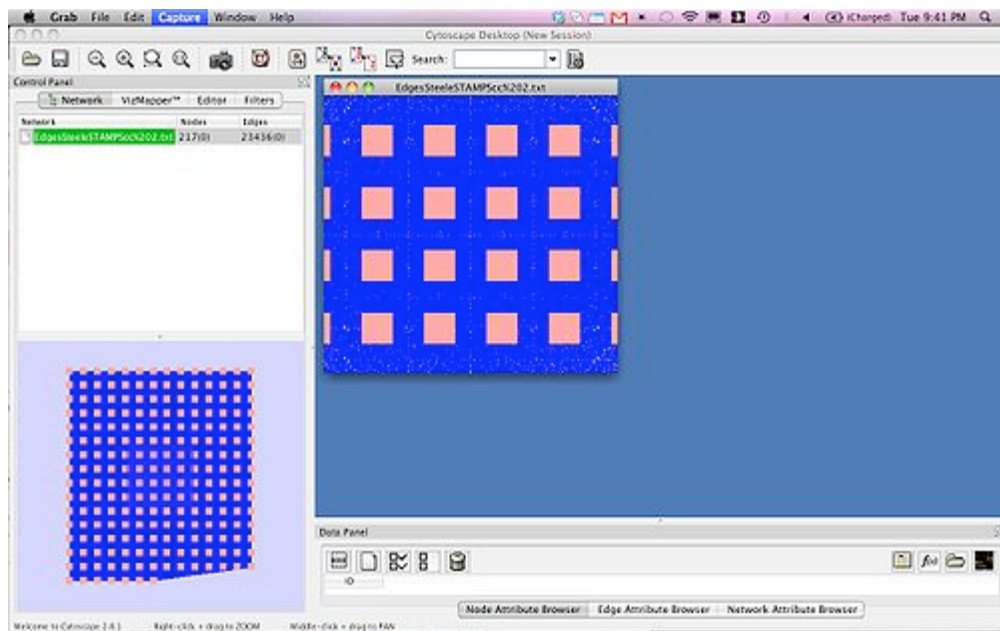 Grab File Edit Capture Window Help (Charged) Tue 9:41 PM
Cytoscape Desktop (New Session)
Search:
Control Panel
Network VizMapper™ Editor Filters
Network Nodes Edges
EdgesSteeleSTAMPScc%202.txt 217(0) 23436(0)
EdgesSteeleSTAMPScc%202.txt
Data Panel
f(x)
ID
Node Attribute Browser Edge Attribute Browser Network Attribute Browser
Welcome to Cytoscape 2.6.1 Right-click + drag to ZOOM Middle-click + drag to PAN